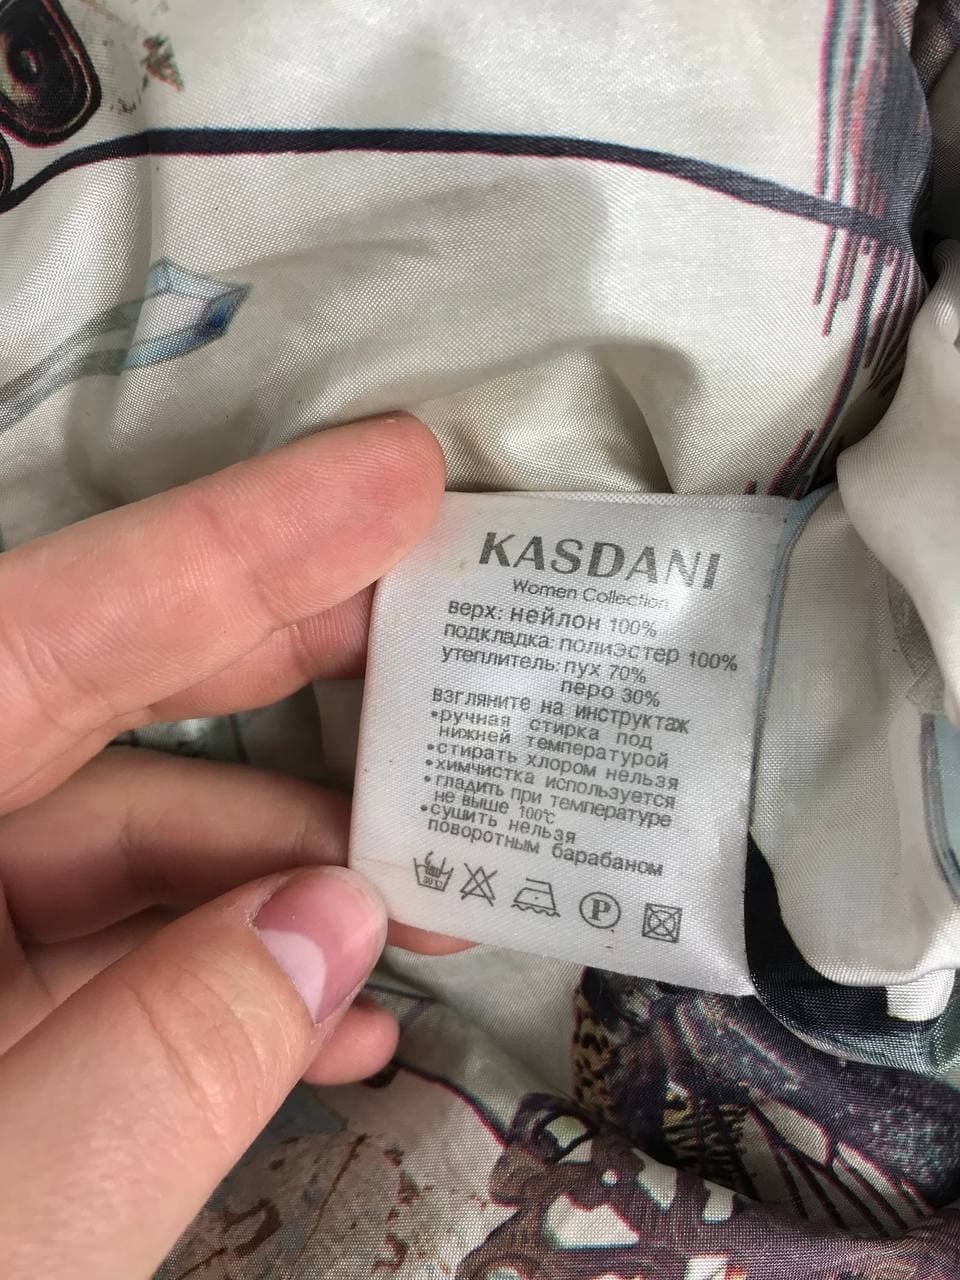 KASDANI
Women Collection
верх: нейлон 100%
подкладка: полиэстер 100%
утеплитель: пух 70%
перо 30%
взгляните на инструктаж
•ручная стирка под
нижней температурой
•стирать хлором нельзя
•химчистка используется
•гладить при температуре
не выше 100℃
•сушить нельзя
поворотным барабаном
30℃
P